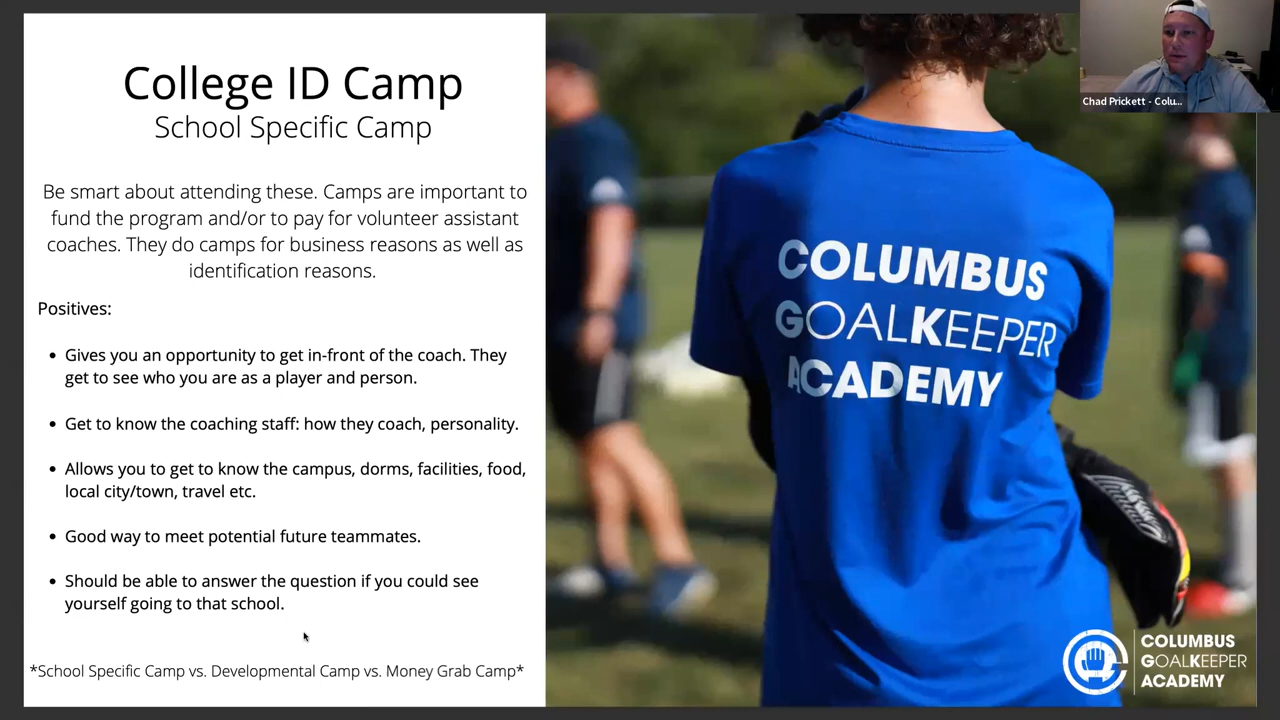 College ID Camp
School Specific Camp
Be smart about attending these. Camps are important to
fund the program and/or to pay for volunteer assistant
coaches. They do camps for business reasons as well as
identification reasons.
Positives:
• Gives you an opportunity to get in-front of the coach. They
get to see who you are as a player and person.
• Get to know the coaching staff: how they coach, personality.
• Allows you to get to know the campus, dorms, facilities, food,
local city/town, travel etc.
• Good way to meet potential future teammates.
• Should be able to answer the question if you could see
yourself going to that school.
*School Specific Camp vs. Developmental Camp vs. Money Grab Camp*
COLUMBUS
GOALKEEPER
ACADEMY
Chad Prickett - Colu...
COLUMBUS
GOALKEEPER
ACADEMY